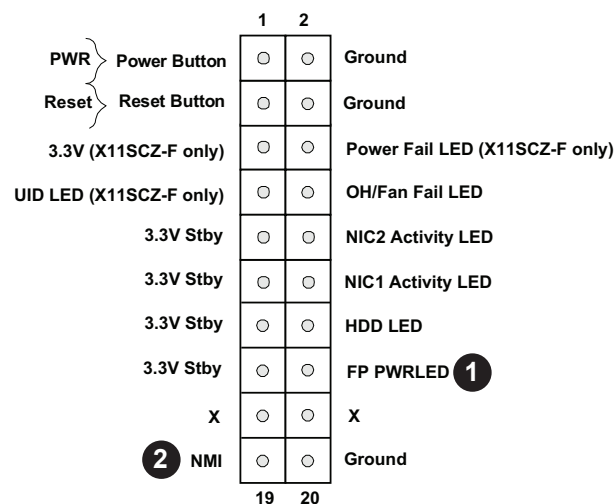 1 2
PWR Power Button Ground
Reset Reset Button Ground
3.3V (X11SCZ-F only) Power Fail LED (X11SCZ-F only)
UID LED (X11SCZ-F only) OH/Fan Fail LED
3.3V Stby NIC2 Activity LED
3.3V Stby NIC1 Activity LED
3.3V Stby HDD LED
3.3V Stby FP PWRLED 1
X X
2 NMI Ground
19 20